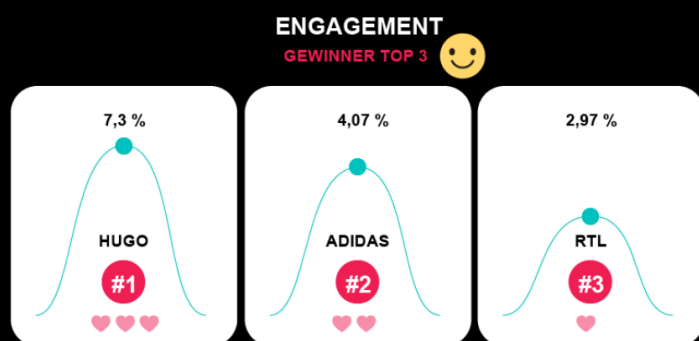 ENGAGEMENT
GEWINNER TOP 3
7,3 %
HUGO
#1
4,07 %
ADIDAS
#2
2,97 %
RTL
#3